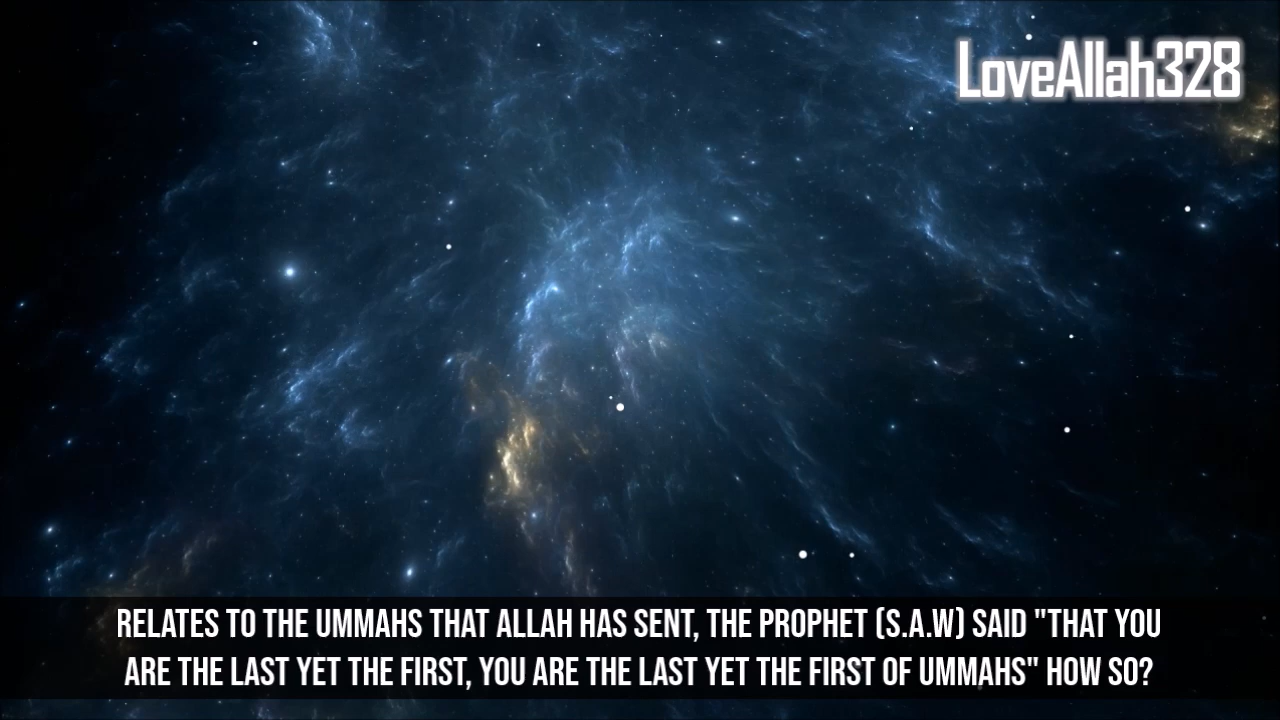 LoveAllah328
RELATES TO THE UMMAHS THAT ALLAH HAS SENT, THE PROPHET (S.A.W) SAID "THAT YOU
ARE THE LAST YET THE FIRST, YOU ARE THE LAST YET THE FIRST OF UMMAHS" HOW SO?